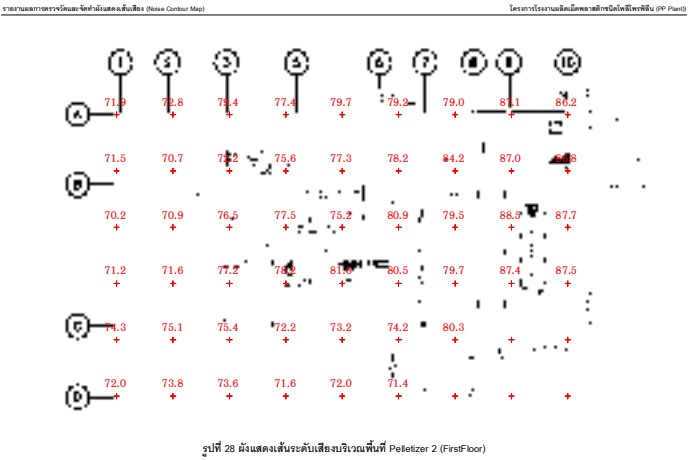 รายงานผลการตรวจวัดและจัดทำผังแสดงเส้นเสียง (Noise Contour Map) โครงการโรงงานผลิตเม็ดพลาสติกชนิดโพลีโพรพิลีน (PP Plant)
1 2 3 5 6 7 8 9 10
71.9 72.8 79.4 77.4 79.7 79.2 79.0 87.1 86.2
A
71.5 70.7 75.6 77.3 78.2 84.2 87.0
B
70.2 70.9 76.5 77.5 75.2 80.9 79.5 88.5 87.7
71.2 71.6 77.2 80.5 79.7 87.4 87.5
74.3 75.1 75.4 72.2 73.2 74.2 80.3
C
72.0 73.8 73.6 71.6 72.0 71.4
D
รูปที่ 28 ผังแสดงเส้นระดับเสียงบริเวณพื้นที่ Pelletizer 2 (FirstFloor)